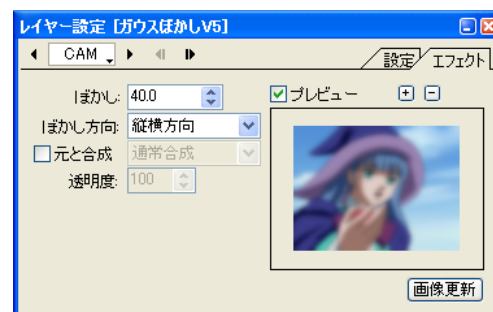 レイヤー設定 [ガウスぼかしV5]
CAM
設定 エフェクト
ぼかし: 40.0
プレビュー
ぼかし方向: 縦横方向
元と合成 通常合成
透明度: 100
画像更新